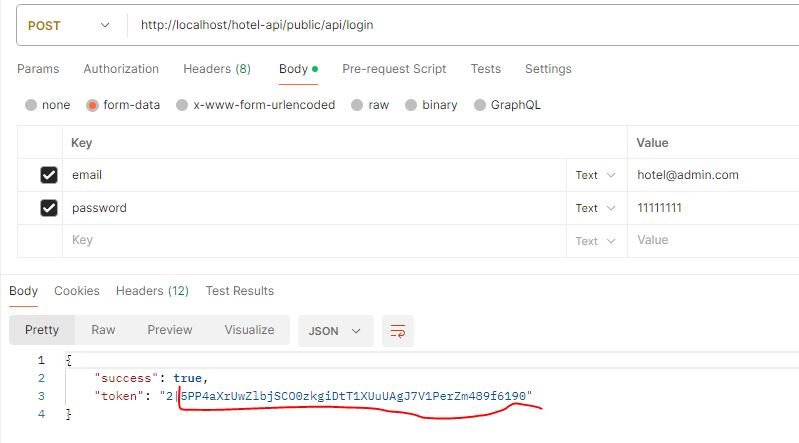 POST http://localhost/hotel-api/public/api/login
Params Authorization Headers (8) Body Pre-request Script Tests Settings
none form-data x-www-form-urlencoded raw binary GraphQL
Key Value
email Text hotel@admin.com
password Text 11111111
Key Text Value
Body Cookies Headers (12) Test Results
Pretty Raw Preview Visualize JSON
1 {
2 "success": true,
3 "token": "2|5PP4aXrUwZlbjSCO0zkgiDtT1XUuUAgJ7V1PerZm489f6190"
4 }